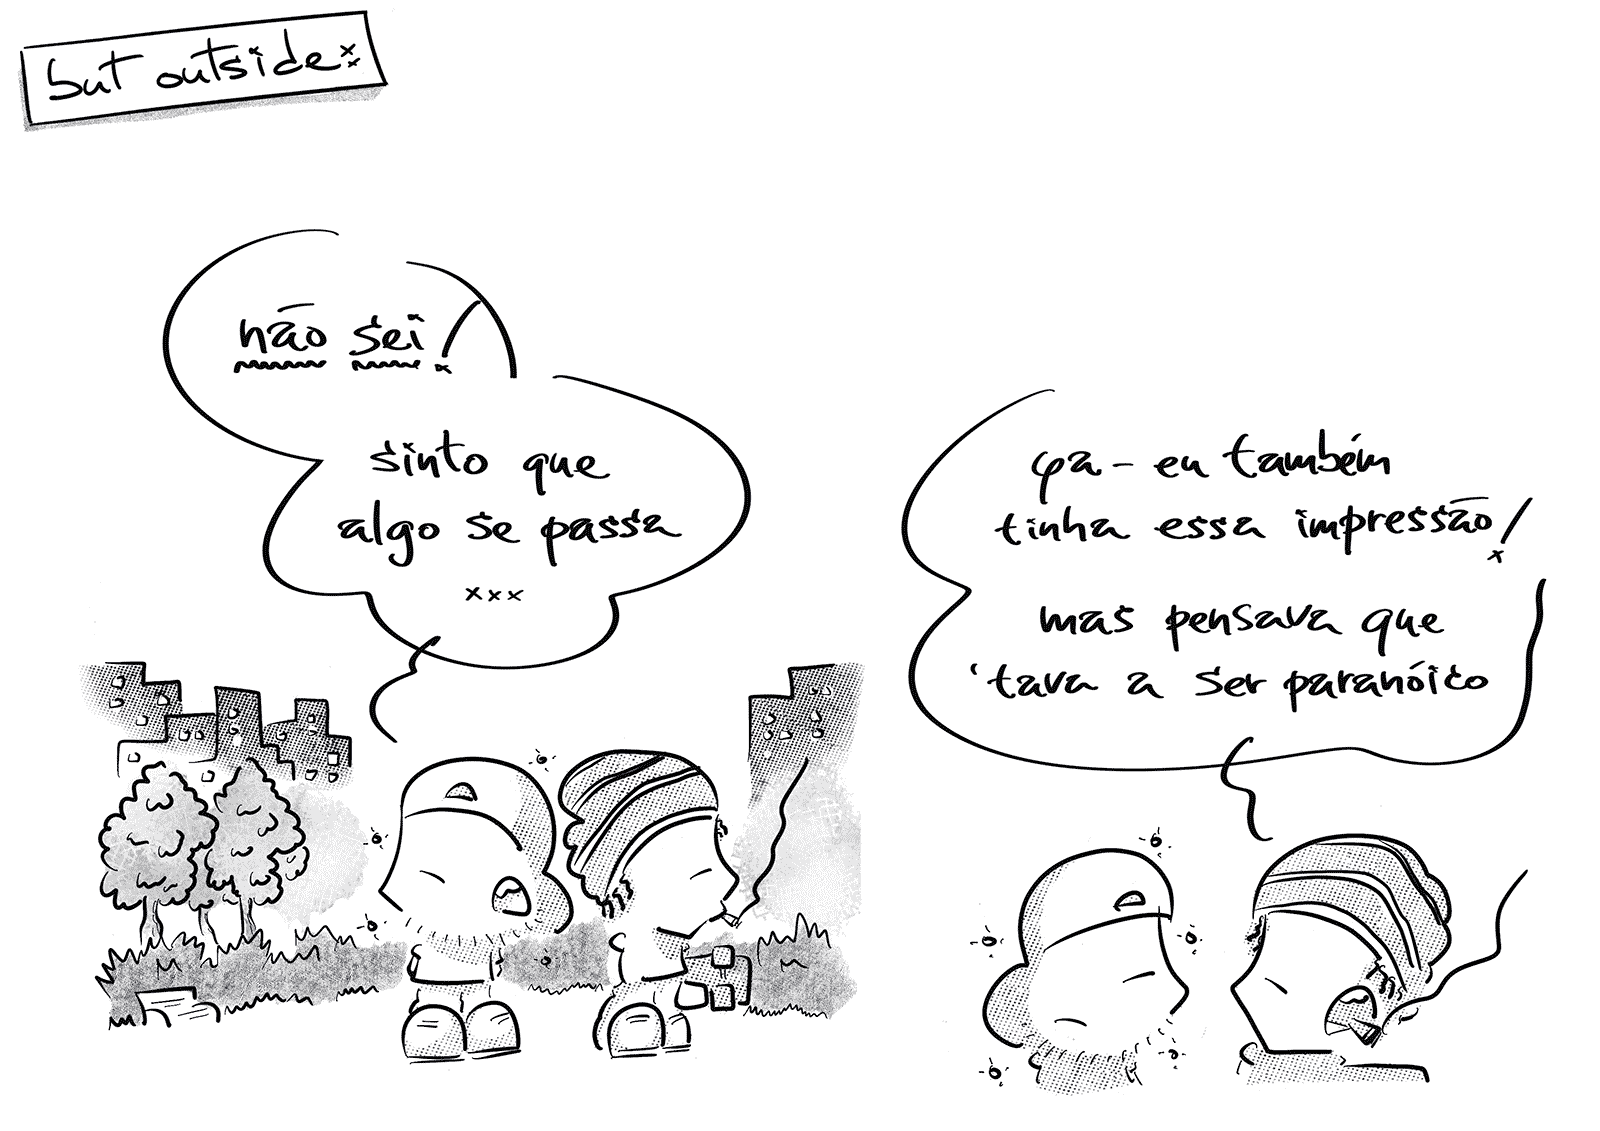 but outside:
não sei!
sinto que
algo se passa
...
ya - eu também
tinha essa impressão!
mas pensava que
'tava a ser paranóico